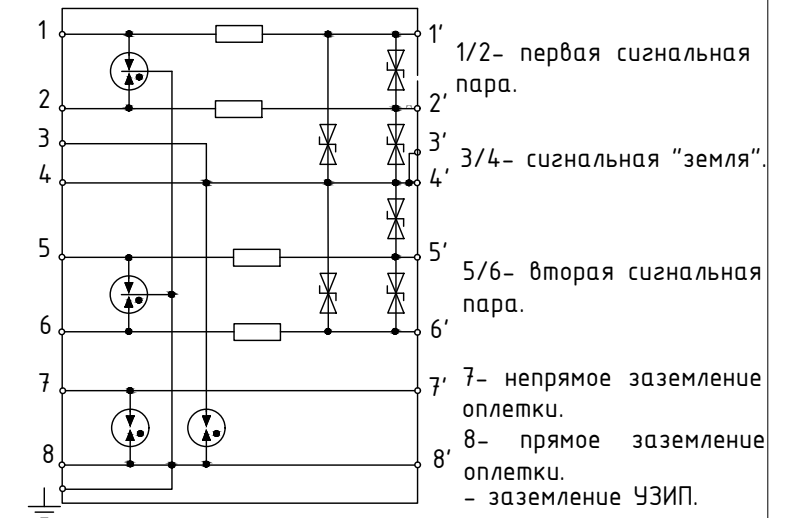 1
1'
2
2'
3
3'
4
4'
5
5'
6
6'
7
7'
8
8'
1/2- первая сигнальная
пара.
3/4- сигнальная "земля".
5/6- вторая сигнальная
пара.
7- непрямое заземление
оплетки.
8- прямое заземление
оплетки.
- заземление УЗИП.